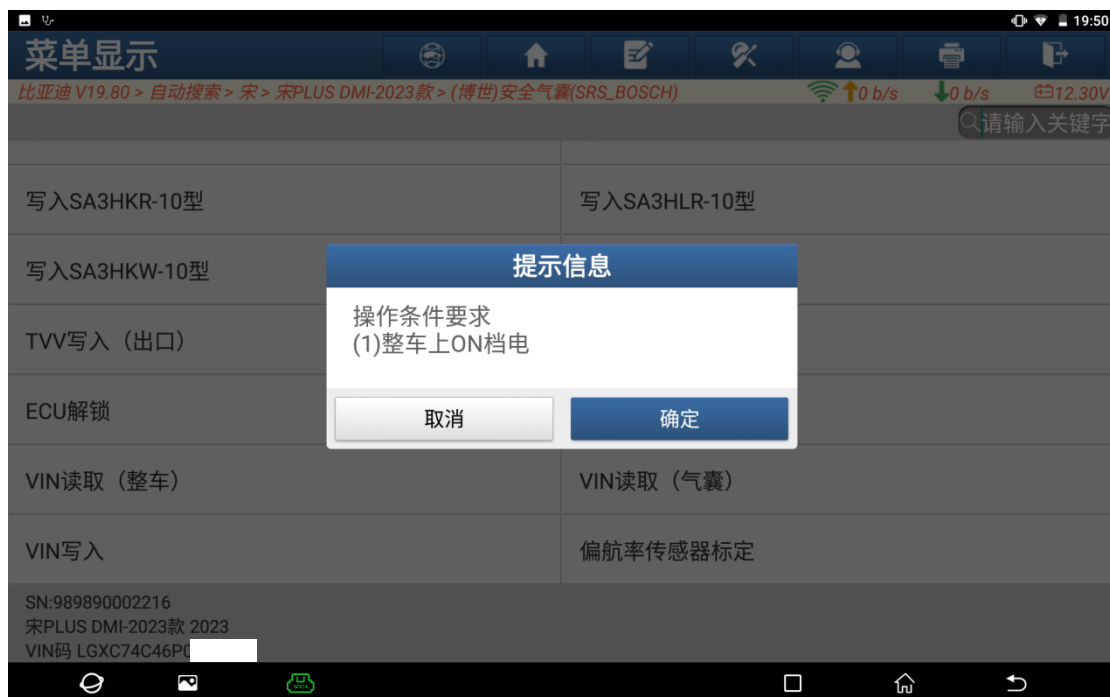 19:50
菜单显示
比亚迪 V19.80 > 自动搜索 > 宋 > 宋PLUS DMI-2023款 > (博世)安全气囊(SRS_BOSCH)
0 b/s
0 b/s
12.30V
请输入关键字
写入SA3HKR-10型
写入SA3HLR-10型
写入SA3HKW-10型
提示信息
操作条件要求
(1)整车上ON档电
TVV写入（出口）
取消
确定
ECU解锁
VIN读取（整车）
VIN读取（气囊）
VIN写入
偏航率传感器标定
SN:989890002216
宋PLUS DMI-2023款 2023
VIN码 LGXC74C46P0
VCI